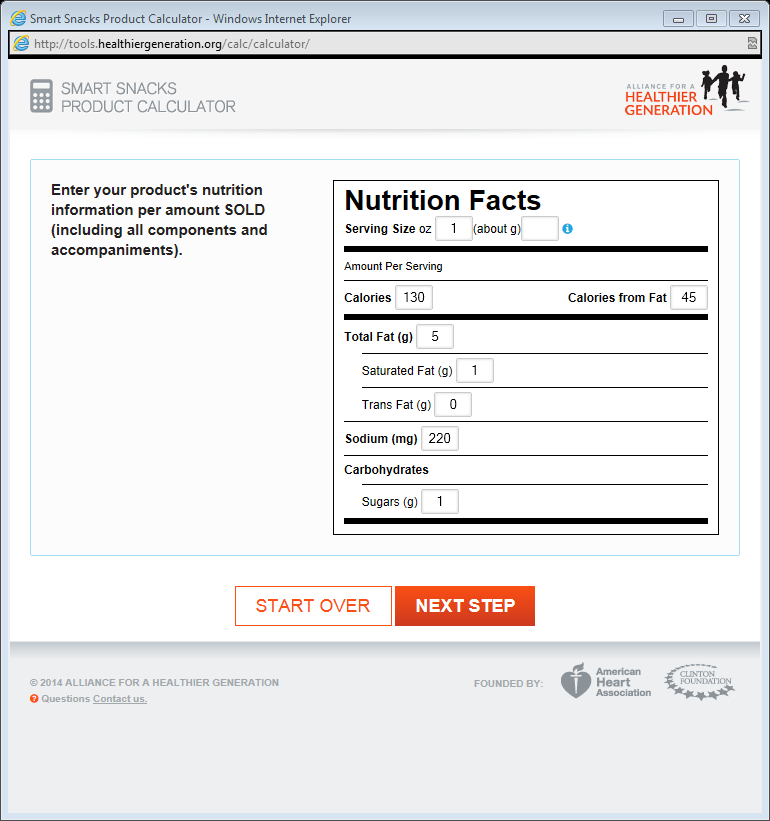 Smart Snacks Product Calculator - Windows Internet Explorer
http://tools.healthiergeneration.org/calc/calculator/
SMART SNACKS
PRODUCT CALCULATOR
ALLIANCE FOR A
HEALTHIER
GENERATION
Enter your product's nutrition
information per amount SOLD
(including all components and
accompaniments).
Nutrition Facts
Serving Size oz 1 (about g) i
Amount Per Serving
Calories 130 Calories from Fat 45
Total Fat (g) 5
Saturated Fat (g) 1
Trans Fat (g) 0
Sodium (mg) 220
Carbohydrates
Sugars (g) 1
START OVER NEXT STEP
© 2014 ALLIANCE FOR A HEALTHIER GENERATION
? Questions Contact us.
FOUNDED BY:
American
Heart
Association
CLINTON
FOUNDATION